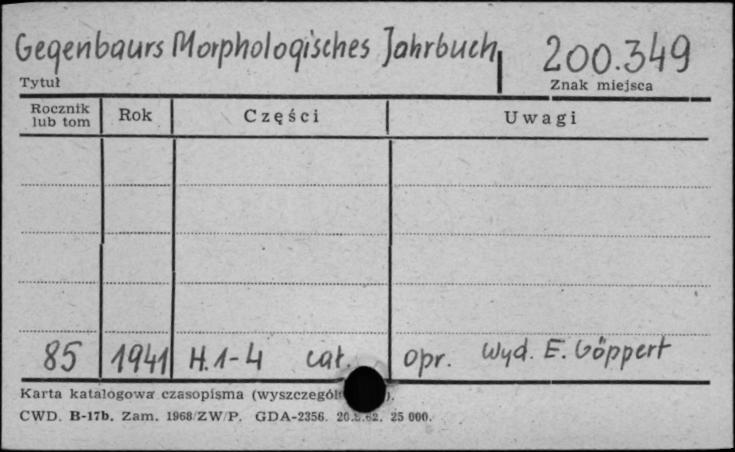 Gegenbaurs Morphologisches Jahrbuch 200.349
Tytuł Znak miejsca
Rocznik lub tom Rok Części Uwagi
85 1941 H.1-4 cał. opr. Wyd. E. Göppert
Karta katalogowa czasopisma
CWD. B-17b. Zam. 1968/ZW/P. GDA-2356. 25 000.